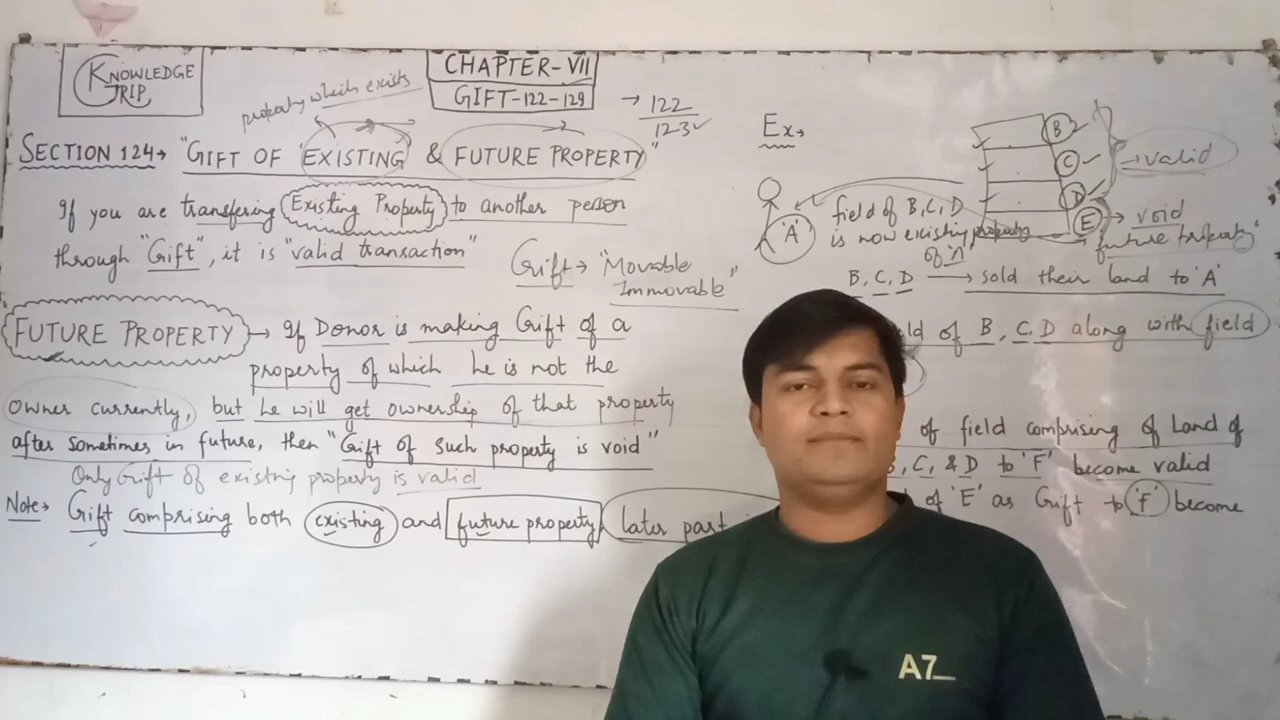 KNOWLEDGE
GRIP
CHAPTER-VII
GIFT-122-129
→ 122
123✓
property which exists
SECTION 124→ "GIFT OF EXISTING & FUTURE PROPERTY"
If you are transfering Existing Property to another person
through "Gift", it is "valid transaction"
Gift → "Movable
Immovable"
FUTURE PROPERTY → If Donor is making Gift of a
property of which he is not the
owner currently, but he will get ownership of that property
after sometimes in future, then "Gift of such property is void"
Only Gift of existing property is valid
Note→ Gift comprising both existing and future property, later part
Ex→
B
C
D
E
→ valid
→ void
future property"
'A'
field of B, C, D
is now existing property
of 'A'
B, C, D → sold their land to 'A'
of B, C, D along with field
of field comprising of Land of
C, & D to 'F' become valid
of 'E' as Gift to 'F' become
A7